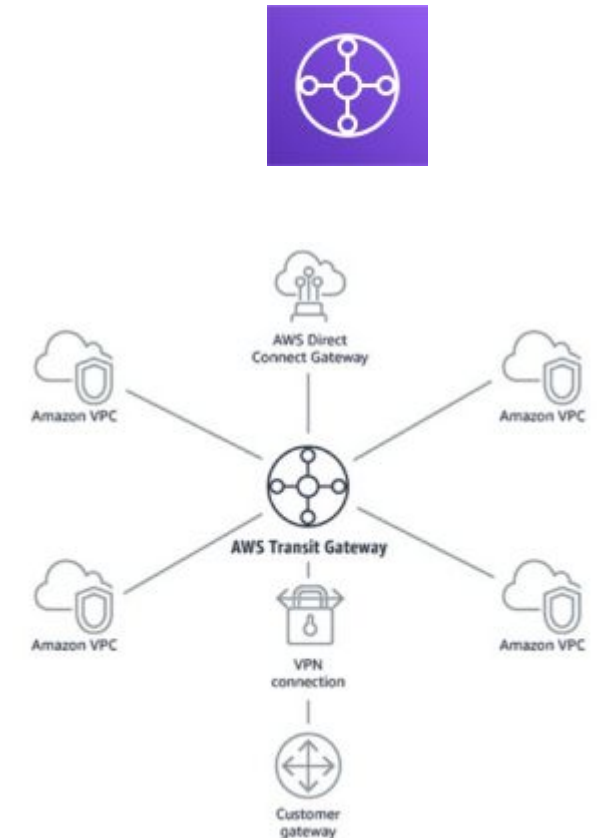 AWS Direct
Connect Gateway
Amazon VPC
Amazon VPC
AWS Transit Gateway
Amazon VPC
Amazon VPC
VPN
connection
Customer
gateway